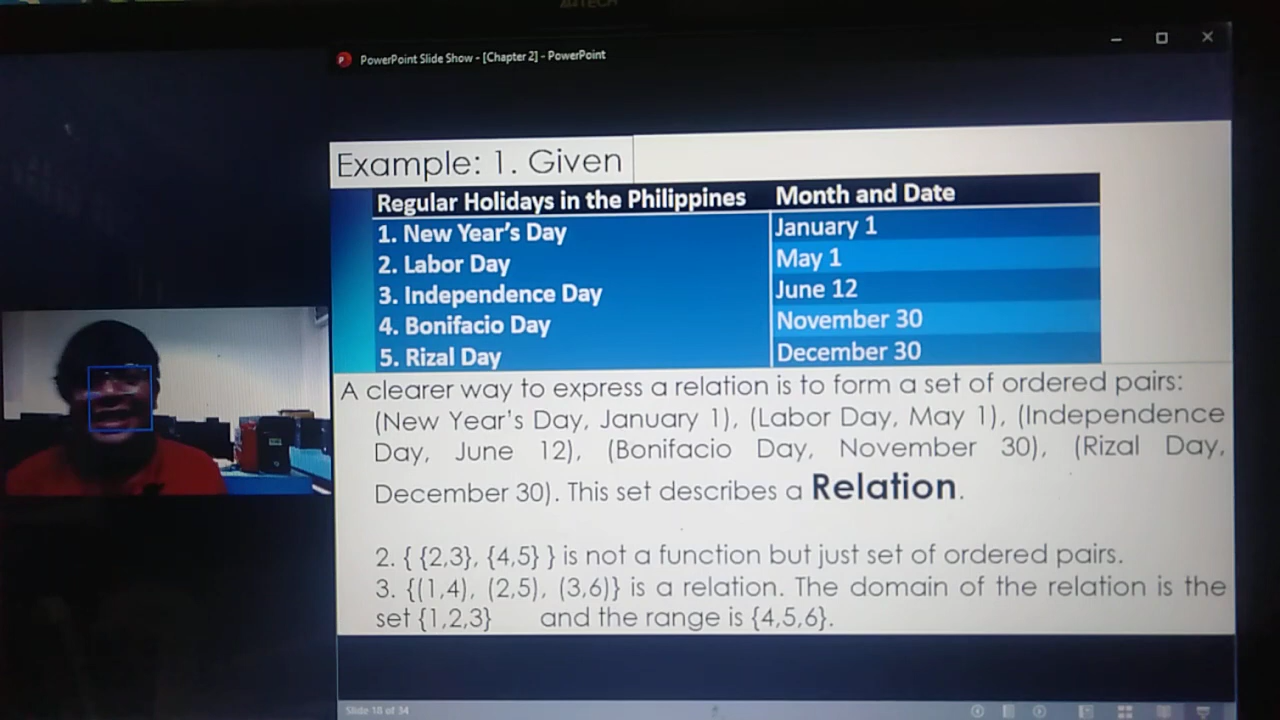 PowerPoint Slide Show - [Chapter 2] - PowerPoint
Example: 1. Given
Regular Holidays in the Philippines Month and Date
1. New Year's Day January 1
2. Labor Day May 1
3. Independence Day June 12
4. Bonifacio Day November 30
5. Rizal Day December 30
A clearer way to express a relation is to form a set of ordered pairs:
(New Year's Day, January 1), (Labor Day, May 1), (Independence
Day, June 12), (Bonifacio Day, November 30), (Rizal Day,
December 30). This set describes a Relation.
2. { {2,3}, {4,5} } is not a function but just set of ordered pairs.
3. {(1,4), (2,5), (3,6)} is a relation. The domain of the relation is the
set {1,2,3} and the range is {4,5,6}.
Slide 18 of 34